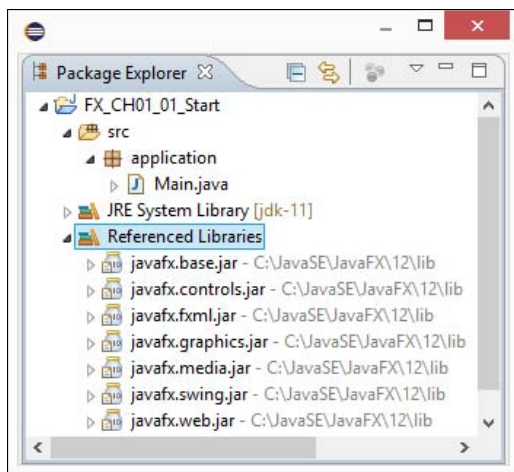 Package Explorer
FX_CH01_01_Start
src
application
Main.java
JRE System Library [jdk-11]
Referenced Libraries
javafx.base.jar - C:\JavaSE\JavaFX\12\lib
javafx.controls.jar - C:\JavaSE\JavaFX\12\lib
javafx.fxml.jar - C:\JavaSE\JavaFX\12\lib
javafx.graphics.jar - C:\JavaSE\JavaFX\12\lib
javafx.media.jar - C:\JavaSE\JavaFX\12\lib
javafx.swing.jar - C:\JavaSE\JavaFX\12\lib
javafx.web.jar - C:\JavaSE\JavaFX\12\lib